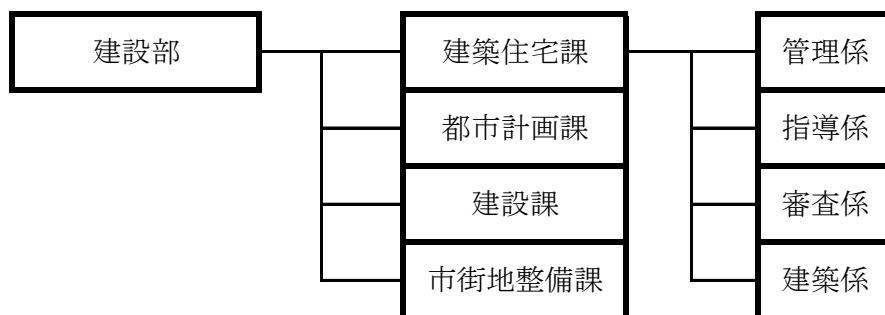 建設部
建築住宅課
管理係
都市計画課
指導係
建設課
審査係
市街地整備課
建築係